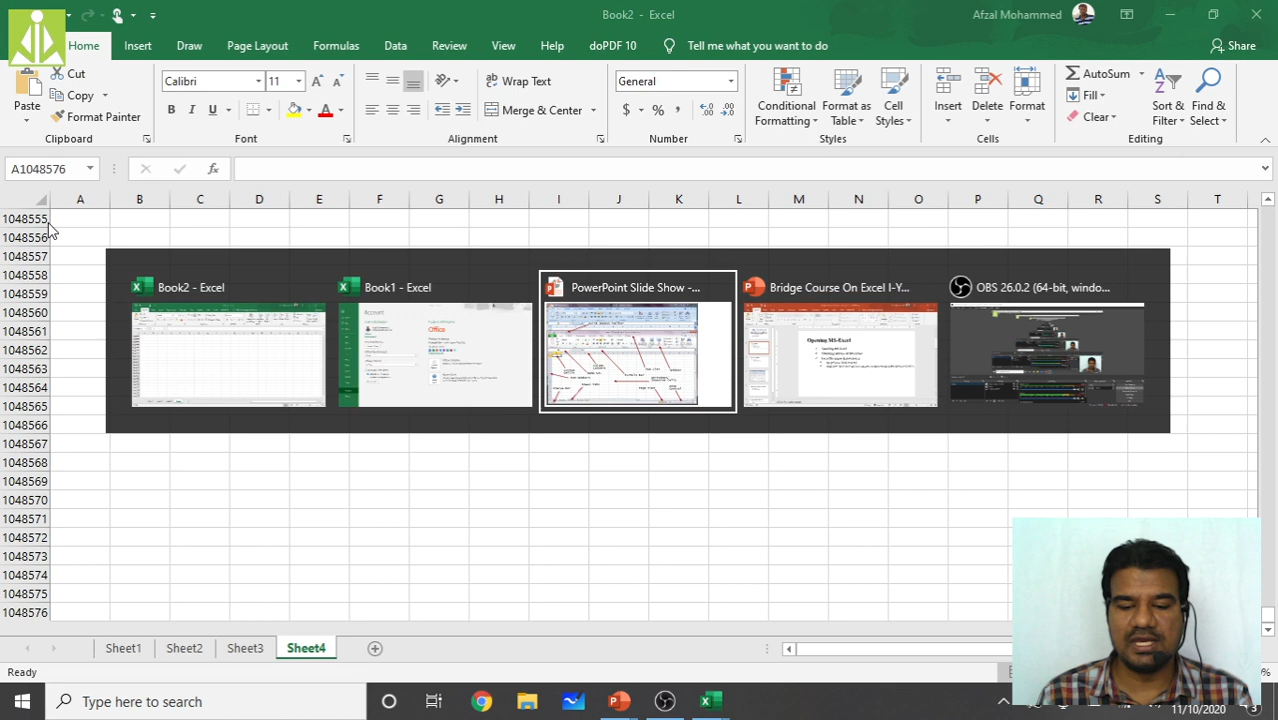 Book2 - Excel
Afzal Mohammed
Home Insert Draw Page Layout Formulas Data Review View Help doPDF 10 Tell me what you want to do Share
Paste
Cut
Copy
Format Painter
Clipboard
Calibri 11
B I U
Font
Wrap Text
Merge & Center
Alignment
General
$ %
Number
Conditional Formatting
Format as Table
Cell Styles
Styles
Insert Delete Format
Cells
AutoSum
Fill
Clear
Sort & Filter
Find & Select
Editing
A1048576
fx
A B C D E F G H I J K L M N O P Q R S T
1048555
1048556
1048557
1048558
1048559
1048560
1048561
1048562
1048563
1048564
1048565
1048566
1048567
1048568
1048569
1048570
1048571
1048572
1048573
1048574
1048575
1048576
Book2 - Excel
Book1 - Excel
Account
Office
PowerPoint Slide Show -...
Bridge Course On Excel I-Y...
Opening MS-Excel
OBS 26.0.2 (64-bit, windo...
Sheet1 Sheet2 Sheet3 Sheet4
Ready
Type here to search
11/10/2020